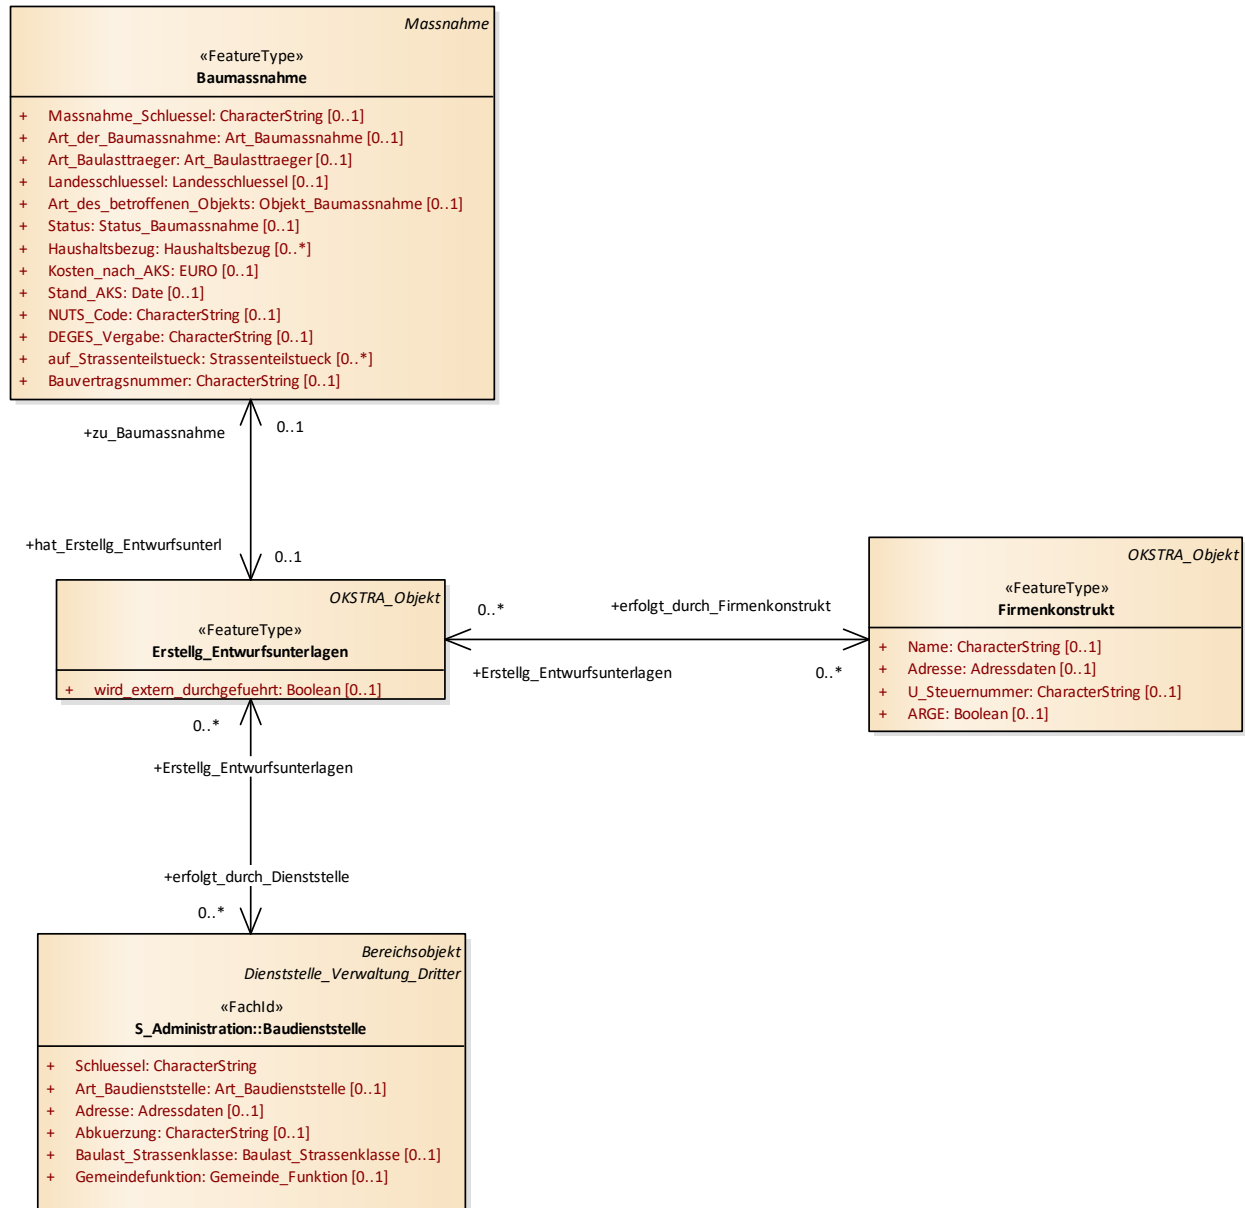 Massnahme
«FeatureType»
Baumassnahme
+ Massnahme_Schluessel: CharacterString [0..1]
+ Art_der_Baumassnahme: Art_Baumassnahme [0..1]
+ Art_Baulasttraeger: Art_Baulasttraeger [0..1]
+ Landesschluessel: Landesschluessel [0..1]
+ Art_des_betroffenen_Objekts: Objekt_Baumassnahme [0..1]
+ Status: Status_Baumassnahme [0..1]
+ Haushaltsbezug: Haushaltsbezug [0..*]
+ Kosten_nach_AKS: EURO [0..1]
+ Stand_AKS: Date [0..1]
+ NUTS_Code: CharacterString [0..1]
+ DEGES_Vergabe: CharacterString [0..1]
+ auf_Strassenteilstueck: Strassenteilstueck [0..*]
+ Bauvertragsnummer: CharacterString [0..1]
+zu_Baumassnahme 0..1
+hat_Erstellg_Entwurfsunterl 0..1
OKSTRA_Objekt
«FeatureType»
Erstellg_Entwurfsunterlagen
+ wird_extern_durchgefuehrt: Boolean [0..1]
0..* +erfolgt_durch_Firmenkonstrukt
+Erstellg_Entwurfsunterlagen 0..*
OKSTRA_Objekt
«FeatureType»
Firmenkonstrukt
+ Name: CharacterString [0..1]
+ Adresse: Adressdaten [0..1]
+ U_Steuernummer: CharacterString [0..1]
+ ARGE: Boolean [0..1]
0..*
+Erstellg_Entwurfsunterlagen
+erfolgt_durch_Dienststelle
0..*
Bereichsobjekt
Dienststelle_Verwaltung_Dritter
«FachId»
S_Administration::Baudienststelle
+ Schluessel: CharacterString
+ Art_Baudienststelle: Art_Baudienststelle [0..1]
+ Adresse: Adressdaten [0..1]
+ Abkuerzung: CharacterString [0..1]
+ Baulast_Strassenklasse: Baulast_Strassenklasse [0..1]
+ Gemeindefunktion: Gemeinde_Funktion [0..1]